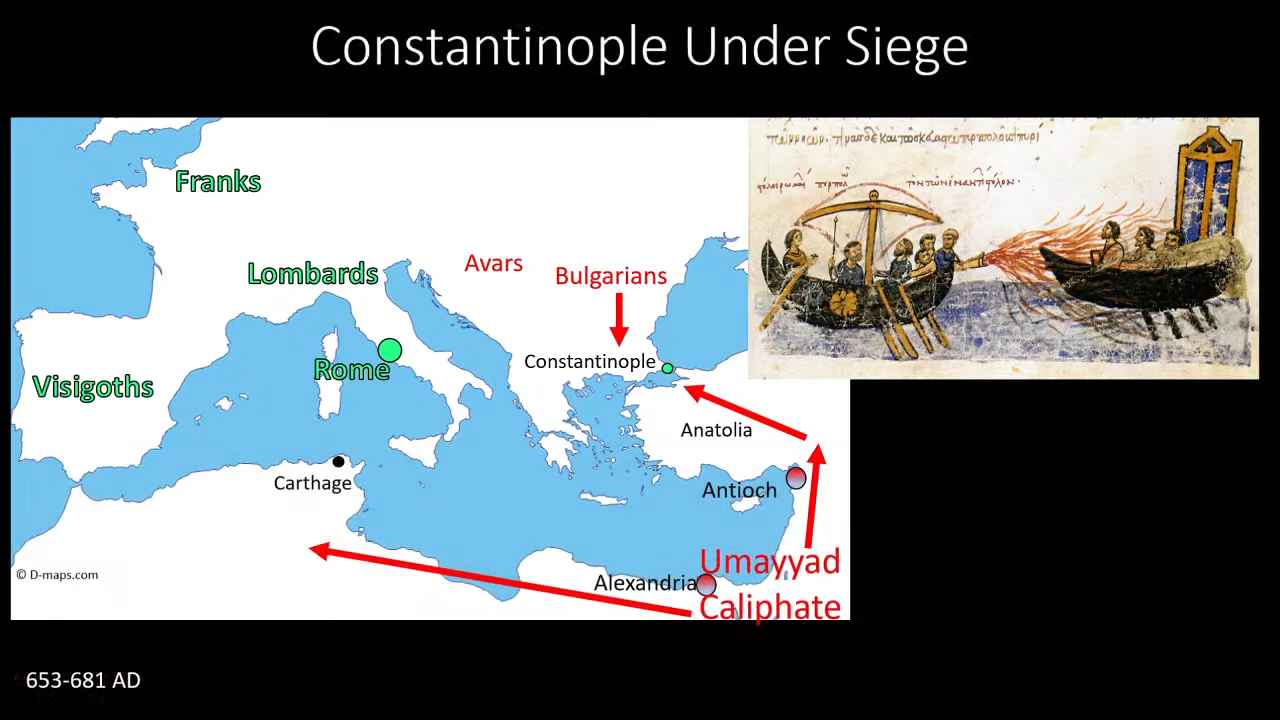 Constantinople Under Siege
Franks
Lombards
Avars
Bulgarians
Rome
Constantinople
Visigoths
Anatolia
Carthage
Antioch
Umayyad
Caliphate
Alexandria
© D-maps.com
653-681 AD